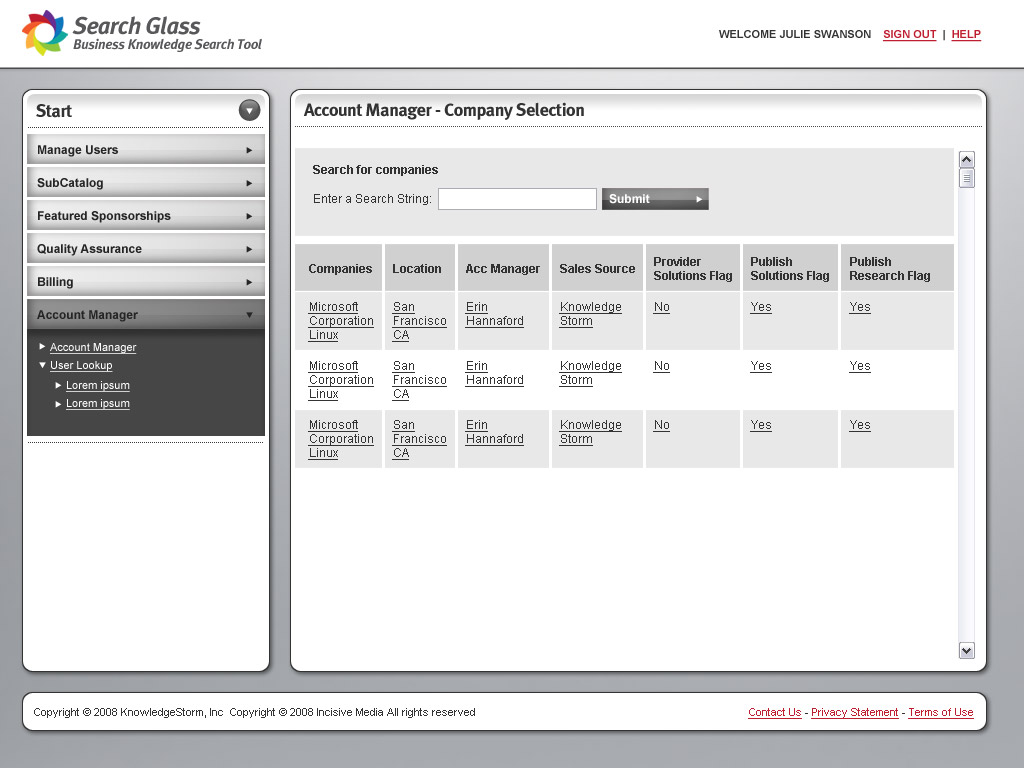 Search Glass
Business Knowledge Search Tool
WELCOME JULIE SWANSON SIGN OUT | HELP
Start
Manage Users
SubCatalog
Featured Sponsorships
Quality Assurance
Billing
Account Manager
Account Manager
User Lookup
Lorem ipsum
Lorem ipsum
Account Manager - Company Selection
Search for companies
Enter a Search String: Submit
Companies Location Acc Manager Sales Source Provider Solutions Flag Publish Solutions Flag Publish Research Flag
Microsoft San Erin Knowledge No Yes Yes
Corporation Francisco Hannaford Storm
Linux CA
Microsoft San Erin Knowledge No Yes Yes
Corporation Francisco Hannaford Storm
Linux CA
Microsoft San Erin Knowledge No Yes Yes
Corporation Francisco Hannaford Storm
Linux CA
Copyright © 2008 KnowledgeStorm, Inc Copyright © 2008 Incisive Media All rights reserved
Contact Us - Privacy Statement - Terms of Use